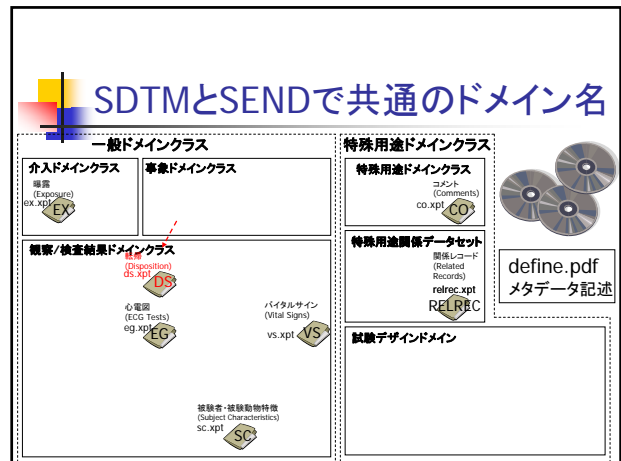 SDTMとSENDで共通のドメイン名
一般ドメインクラス
介入ドメインクラス
曝露
(Exposure)
ex.xpt
EX
事象ドメインクラス
観察/検査結果ドメインクラス
転帰
(Disposition)
ds.xpt
DS
心電図
(ECG Tests)
eg.xpt
EG
バイタルサイン
(Vital Signs)
vs.xpt
VS
被験者・被験動物特徴
(Subject Characteristics)
sc.xpt
SC
特殊用途ドメインクラス
特殊用途ドメインクラス
コメント
(Comments)
co.xpt
CO
特殊用途関係データセット
関係レコード
(Related
Records)
relrec.xpt
RELREC
試験デザインドメイン
define.pdf
メタデータ記述